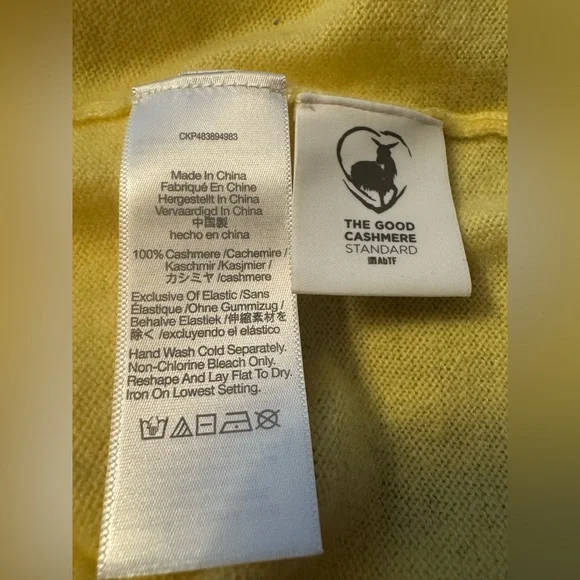 CKP483894983
Made In China
Fabriqué En Chine
Hergestellt In China
Vervaardigd In China
中国製
hecho en china
100% Cashmere /Cachemire /
Kaschmir /Kasjmier /
カシミヤ /cashmere
Exclusive Of Elastic /Sans
Élastique /Ohne Gummizug /
Behalve Elastiek /伸縮素材を
除く /excluyendo el elástico
Hand Wash Cold Separately.
Non-Chlorine Bleach Only.
Reshape And Lay Flat To Dry.
Iron On Lowest Setting.
THE GOOD
CASHMERE
STANDARD
AbTF